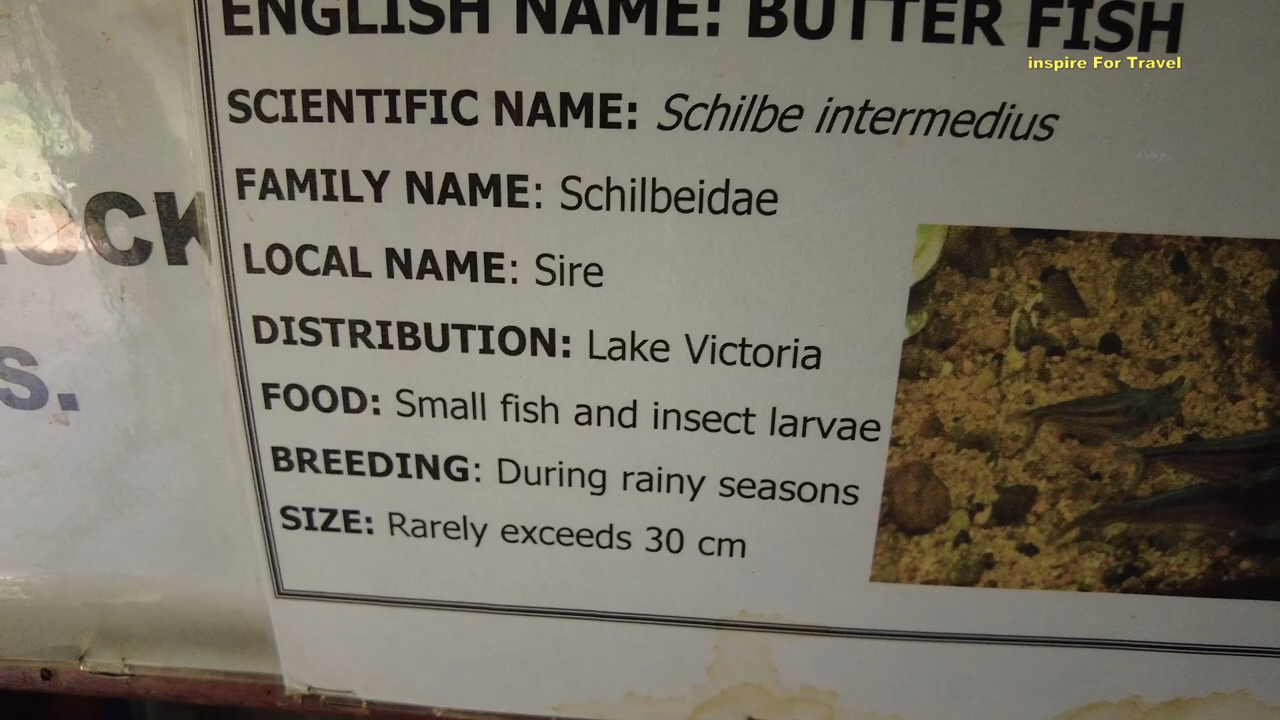 ENGLISH NAME: BUTTER FISH
inspire For Travel
SCIENTIFIC NAME: Schilbe intermedius
FAMILY NAME: Schilbeidae
LOCAL NAME: Sire
DISTRIBUTION: Lake Victoria
FOOD: Small fish and insect larvae
BREEDING: During rainy seasons
SIZE: Rarely exceeds 30 cm